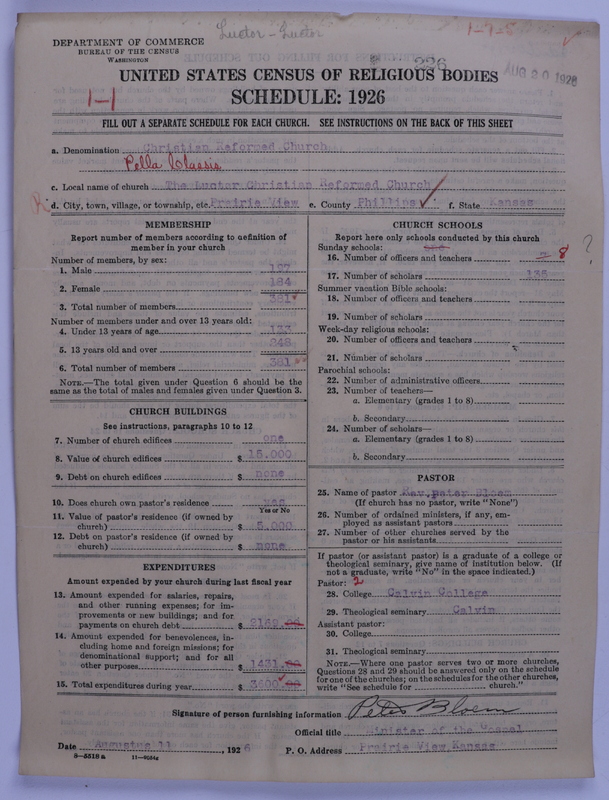 Luctor - Luctor
1-7-5
DEPARTMENT OF COMMERCE
BUREAU OF THE CENSUS
WASHINGTON
226
AUG 20 1926
UNITED STATES CENSUS OF RELIGIOUS BODIES
1-1
SCHEDULE: 1926
FILL OUT A SEPARATE SCHEDULE FOR EACH CHURCH. SEE INSTRUCTIONS ON THE BACK OF THIS SHEET
a. Denomination Christian Reformed Church
Pella Classis
c. Local name of church The Luctor Christian Reformed Church
R d. City, town, village, or township, etc. Prairie View e. County Phillips f. State Kansas
MEMBERSHIP
Report number of members according to definition of
member in your church
Number of members, by sex:
1. Male 197
2. Female 184
3. Total number of members 381
Number of members under and over 13 years old:
4. Under 13 years of age 133
5. 13 years old and over 248
6. Total number of members 381
NOTE.—The total given under Question 6 should be the
same as the total of males and females given under Question 3.
CHURCH BUILDINGS
See instructions, paragraphs 10 to 12
7. Number of church edifices one
8. Value of church edifices $ 15.000
9. Debt on church edifices $ none
10. Does church own pastor's residence yes
Yes or No
11. Value of pastor's residence (if owned by
church) $ 5.000
12. Debt on pastor's residence (if owned by
church) $ none
EXPENDITURES
Amount expended by your church during last fiscal year
13. Amount expended for salaries, repairs,
and other running expenses; for im-
provements or new buildings; and for
payments on church debt $ 2169.00
14. Amount expended for benevolences, in-
cluding home and foreign missions; for
denominational support; and for all
other purposes $ 1431.00
15. Total expenditures during year $ 3600.00
CHURCH SCHOOLS
Report here only schools conducted by this church
Sunday schools:
16. Number of officers and teachers 8
?
17. Number of scholars 136
Summer vacation Bible schools:
18. Number of officers and teachers
19. Number of scholars
Week-day religious schools:
20. Number of officers and teachers
21. Number of scholars
Parochial schools:
22. Number of administrative officers
23. Number of teachers—
a. Elementary (grades 1 to 8)
b. Secondary
24. Number of scholars—
a. Elementary (grades 1 to 8)
b. Secondary
PASTOR
25. Name of pastor Rev. Peter Bloem
(If church has no pastor, write "None")
26. Number of ordained ministers, if any, em-
ployed as assistant pastors
27. Number of other churches served by the
pastor or his assistants
If pastor (or assistant pastor) is a graduate of a college or
theological seminary, give name of institution below. (If
not a graduate, write "No" in the space indicated.)
Pastor: 2
28. College Calvin College
29. Theological seminary Calvin
Assistant pastor:
30. College
31. Theological seminary
NOTE.—Where one pastor serves two or more churches,
Questions 28 and 29 should be answered only on the schedule
for one of the churches; on the schedules for the other churches,
write "See schedule for church."
Signature of person furnishing information Peter Bloem
Official title Minister of the Gospel
Date Augustus 11, 1926 P. O. Address Prairie View Kansas
8-5518 a 11-9164g